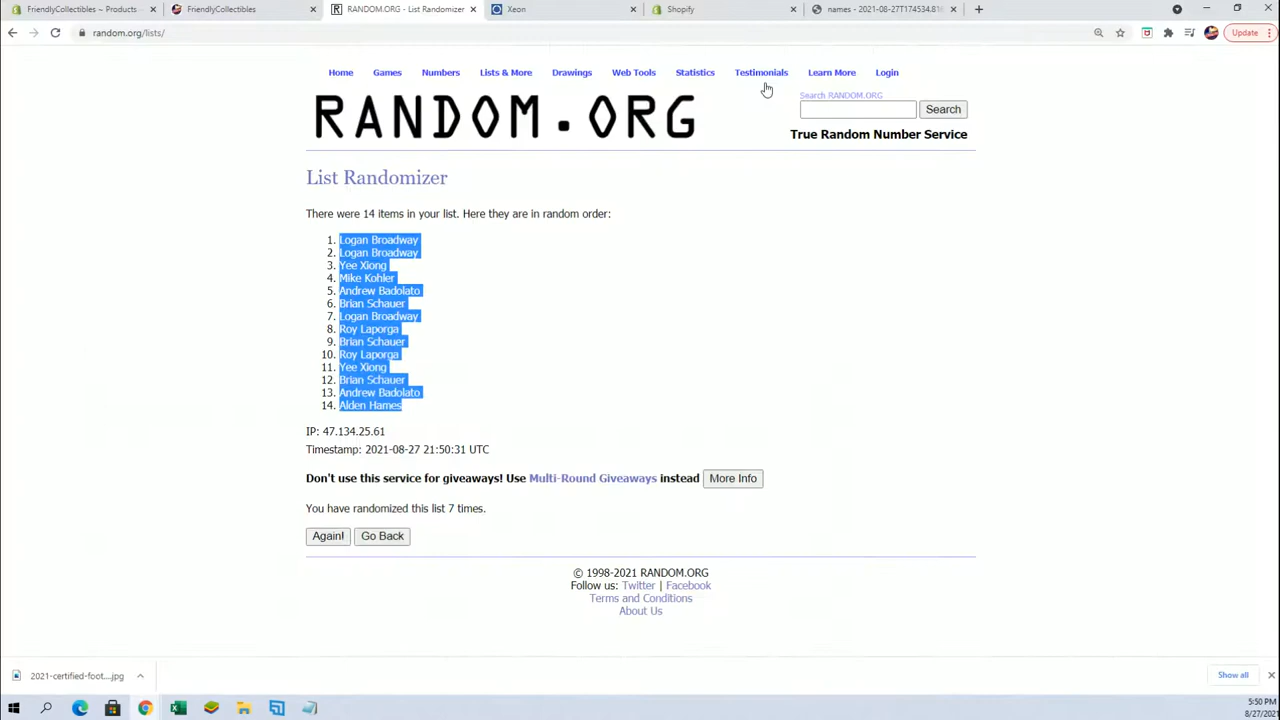 FriendlyCollectibles ~ Products
FriendlyCollectibles
RANDOM.ORG - List Randomizer
Xeon
Shopify
names - 2021-08-27T174534.81
random.org/lists/
Update
Home Games Numbers Lists & More Drawings Web Tools Statistics Testimonials Learn More Login
RANDOM.ORG
Search RANDOM.ORG
Search
True Random Number Service
List Randomizer
There were 14 items in your list. Here they are in random order:
1. Logan Broadway
2. Logan Broadway
3. Yee Xiong
4. Mike Kohler
5. Andrew Badolato
6. Brian Schauer
7. Logan Broadway
8. Roy Laporga
9. Brian Schauer
10. Roy Laporga
11. Yee Xiong
12. Brian Schauer
13. Andrew Badolato
14. Alden Hames
IP: 47.134.25.61
Timestamp: 2021-08-27 21:50:31 UTC
Don't use this service for giveaways! Use Multi-Round Giveaways instead More Info
You have randomized this list 7 times.
Again! Go Back
© 1998-2021 RANDOM.ORG
Follow us: Twitter | Facebook
Terms and Conditions
About Us
2021-certified-foot....jpg
Show all
5:50 PM
8/27/2021